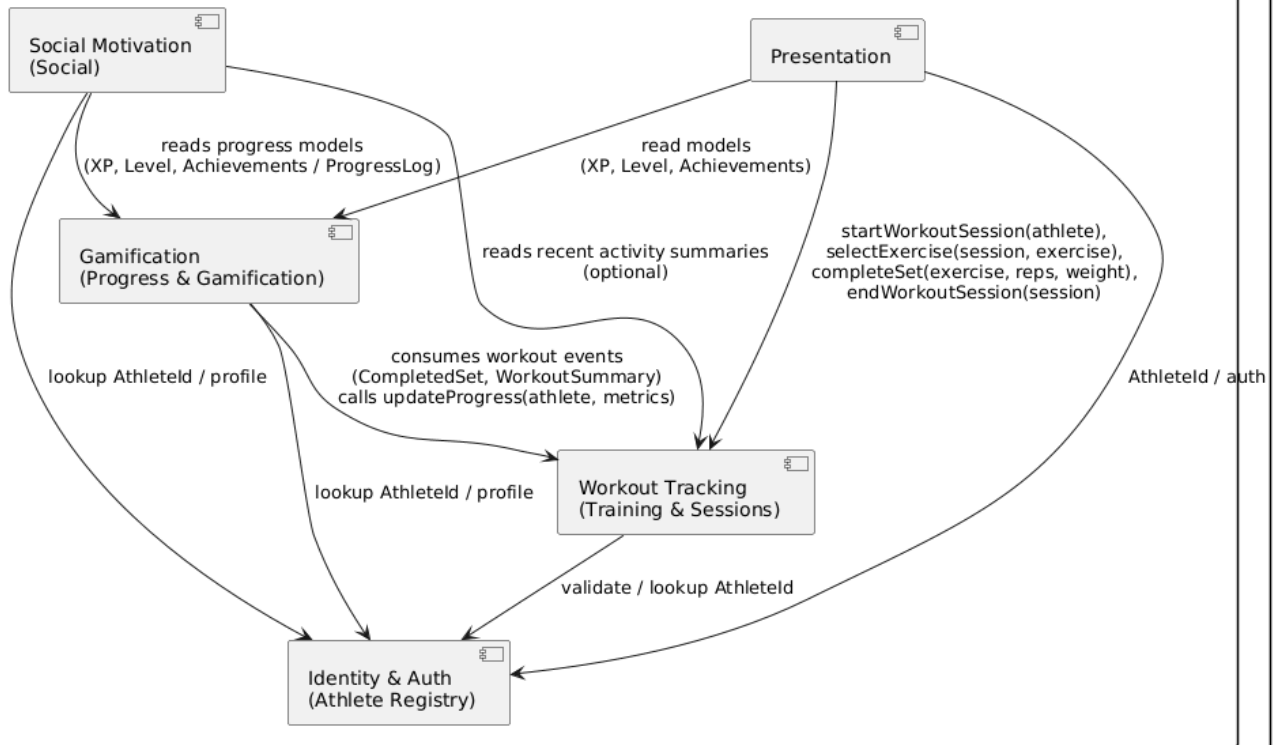 Social Motivation
(Social)
Presentation
reads progress models
(XP, Level, Achievements / ProgressLog)
read models
(XP, Level, Achievements)
Gamification
(Progress & Gamification)
reads recent activity summaries
(optional)
startWorkoutSession(athlete),
selectExercise(session, exercise),
completeSet(exercise, reps, weight),
endWorkoutSession(session)
lookup AthleteId / profile
consumes workout events
(CompletedSet, WorkoutSummary)
calls updateProgress(athlete, metrics)
AthleteId / auth
lookup AthleteId / profile
Workout Tracking
(Training & Sessions)
validate / lookup AthleteId
Identity & Auth
(Athlete Registry)